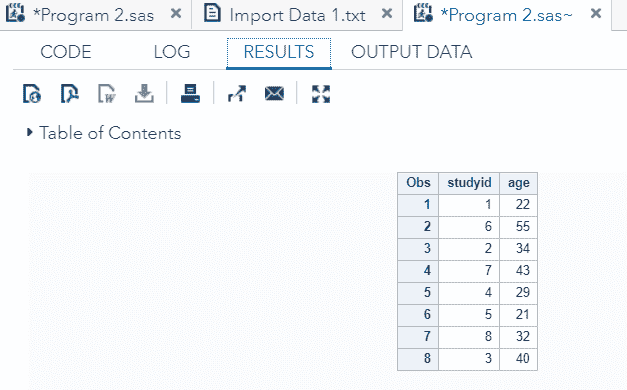 *Program 2.sas × Import Data 1.txt × *Program 2.sas~ ×
CODE LOG RESULTS OUTPUT DATA
Table of Contents
Obs studyid age
1 1 22
2 6 55
3 2 34
4 7 43
5 4 29
6 5 21
7 8 32
8 3 40